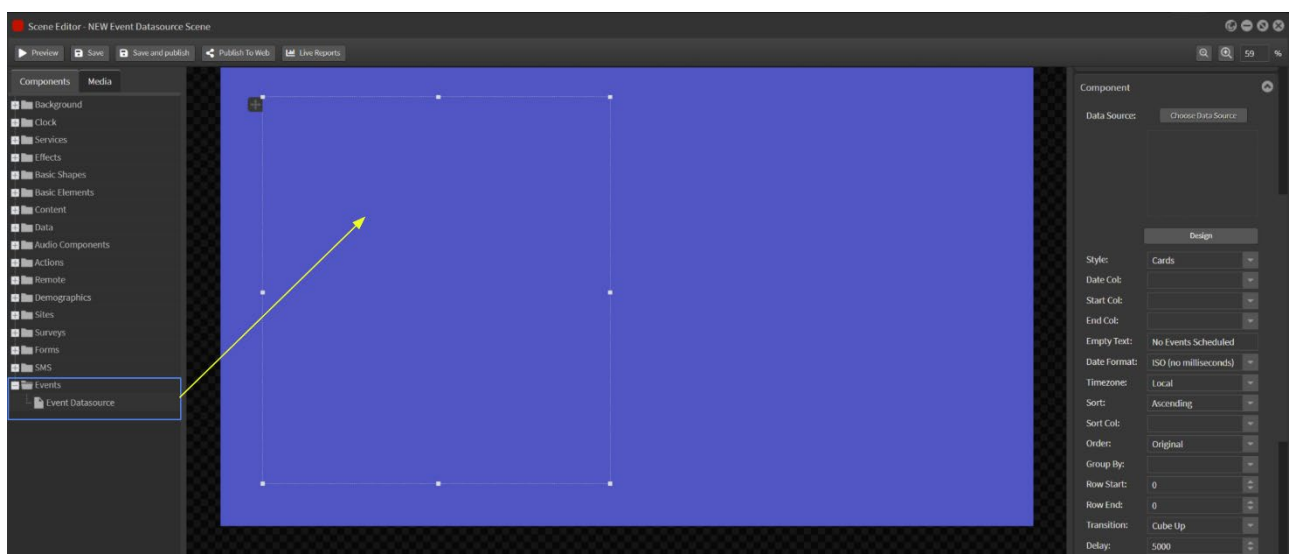 Scene Editor - NEW Event Datasource Scene
Preview Save Save and publish Publish To Web Live Reports 59 %
Components Media
Background
Clock
Services
Effects
Basic Shapes
Basic Elements
Content
Data
Audio Components
Actions
Remote
Demographics
Sites
Surveys
Forms
SMS
Events
Event Datasource
Component
Data Source: Choose Data Source
Design
Style: Cards
Date Col:
Start Col:
End Col:
Empty Text: No Events Scheduled
Date Format: ISO (no milliseconds)
Timezone: Local
Sort: Ascending
Sort Col:
Order: Original
Group By:
Row Start: 0
Row End: 0
Transition: Cube Up
Delay: 5000